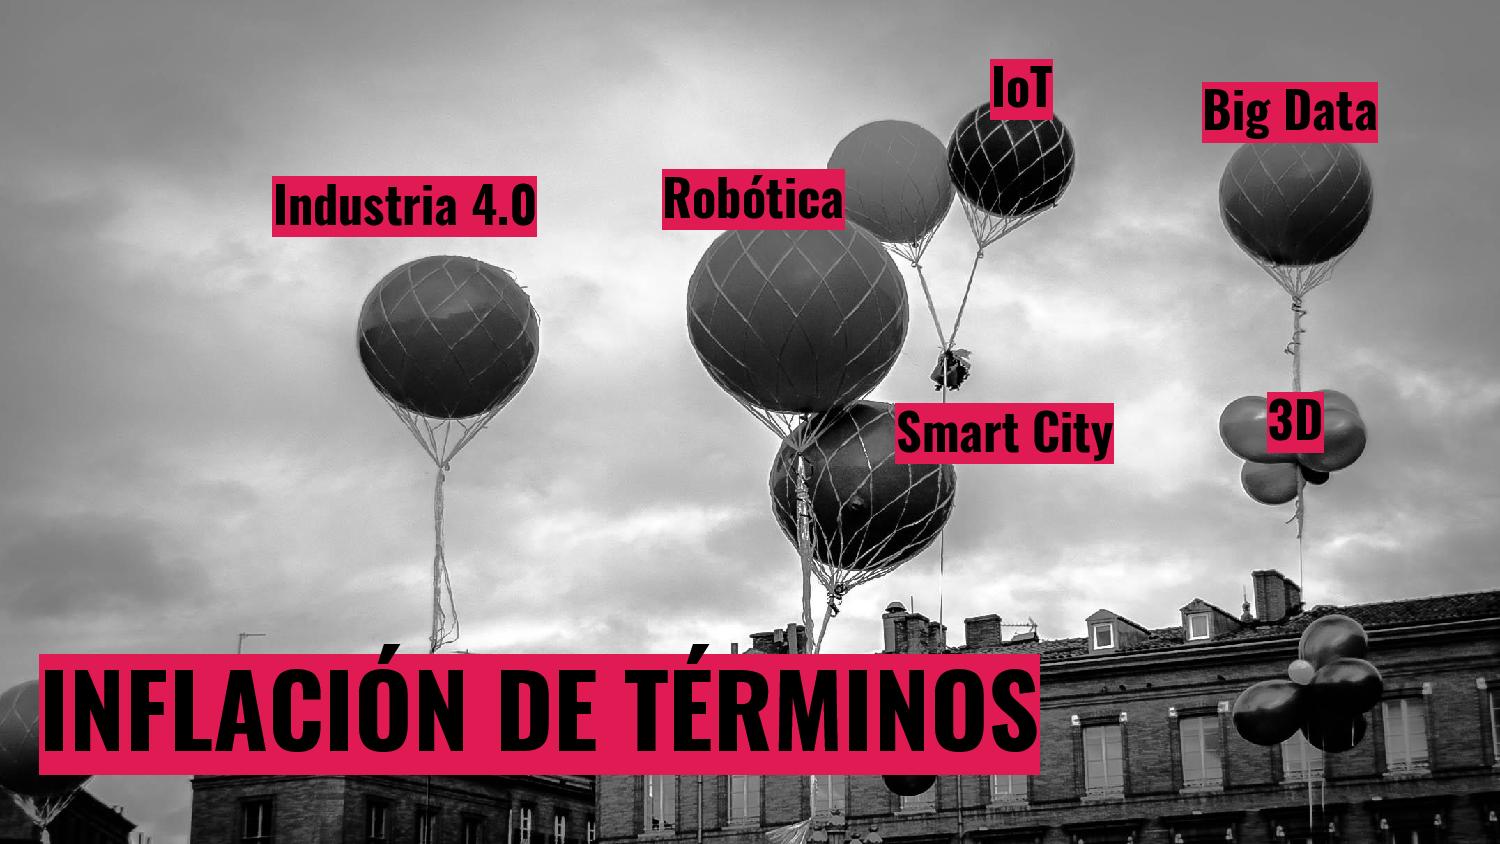 IoT
Big Data
Robótica
Industria 4.0
Smart City
3D
INFLACIÓN DE TÉRMINOS